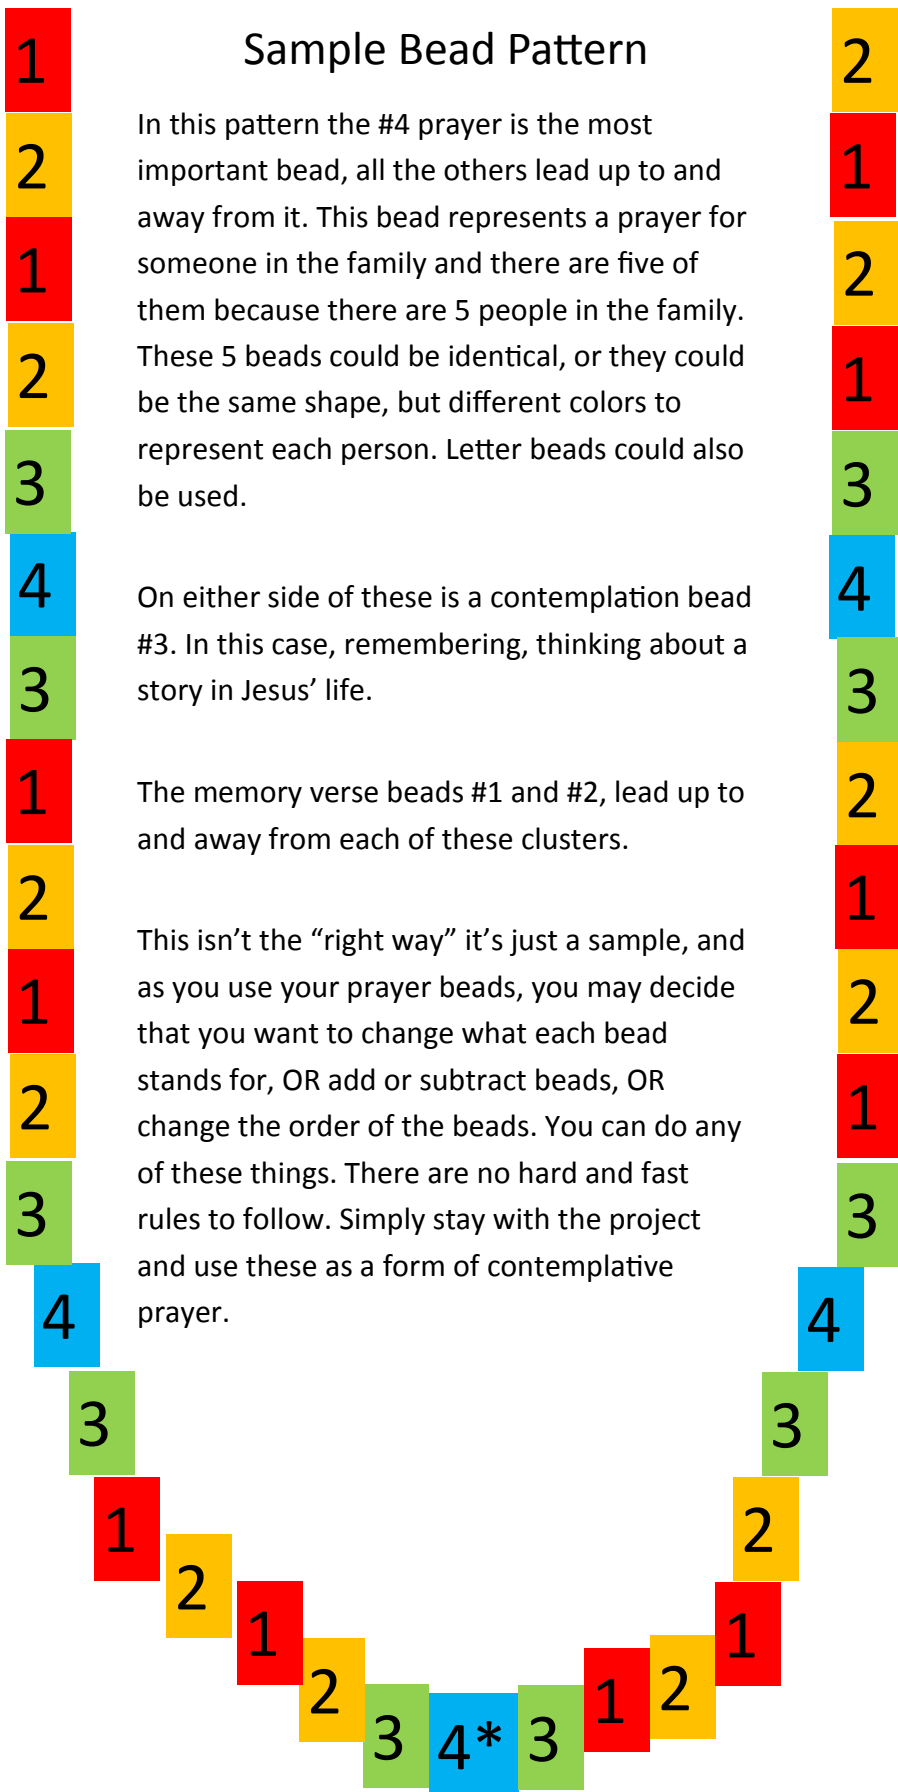 Sample Bead Pattern
In this pattern the #4 prayer is the most
important bead, all the others lead up to and
away from it. This bead represents a prayer for
someone in the family and there are five of
them because there are 5 people in the family.
These 5 beads could be identical, or they could
be the same shape, but different colors to
represent each person. Letter beads could also
be used.
On either side of these is a contemplation bead
#3. In this case, remembering, thinking about a
story in Jesus’ life.
The memory verse beads #1 and #2, lead up to
and away from each of these clusters.
This isn’t the “right way” it’s just a sample, and
as you use your prayer beads, you may decide
that you want to change what each bead
stands for, OR add or subtract beads, OR
change the order of the beads. You can do any
of these things. There are no hard and fast
rules to follow. Simply stay with the project
and use these as a form of contemplative
prayer.
1
2
1
2
3
4
3
1
2
1
2
3
4
3
1
2
1
2
3
4*
3
1
2
1
2
3
4
3
1
2
1
2
3
4
3
1
2
1
2